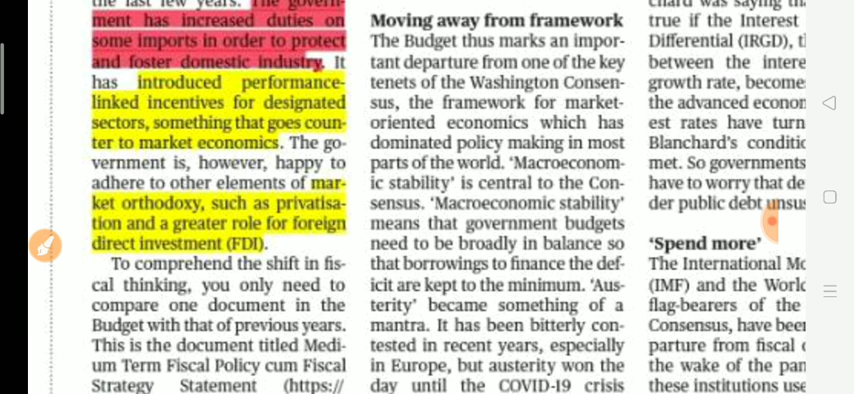 the last few years. The govern-
ment has increased duties on
some imports in order to protect
and foster domestic industry. It
has introduced performance-
linked incentives for designated
sectors, something that goes coun-
ter to market economics. The go-
vernment is, however, happy to
adhere to other elements of mar-
ket orthodoxy, such as privatisa-
tion and a greater role for foreign
direct investment (FDI).
To comprehend the shift in fis-
cal thinking, you only need to
compare one document in the
Budget with that of previous years.
This is the document titled Medi-
um Term Fiscal Policy cum Fiscal
Strategy Statement (https://
Moving away from framework
The Budget thus marks an impor-
tant departure from one of the key
tenets of the Washington Consen-
sus, the framework for market-
oriented economics which has
dominated policy making in most
parts of the world. ‘Macroeconom-
ic stability’ is central to the Con-
sensus. ‘Macroeconomic stability’
means that government budgets
need to be broadly in balance so
that borrowings to finance the def-
icit are kept to the minimum. ‘Aus-
terity’ became something of a
mantra. It has been bitterly con-
tested in recent years, especially
in Europe, but austerity won the
day until the COVID-19 crisis
chard was saying
true if the Interest
Differential (IRGD),
between the intere
growth rate, become
the advanced econor
est rates have turn
Blanchard's conditic
met. So governments
have to worry that de
der public debt unsus
‘Spend more’
The International Mo
(IMF) and the World
flag-bearers of the
Consensus, have beer
parture from fiscal
the wake of the pan
these institutions use